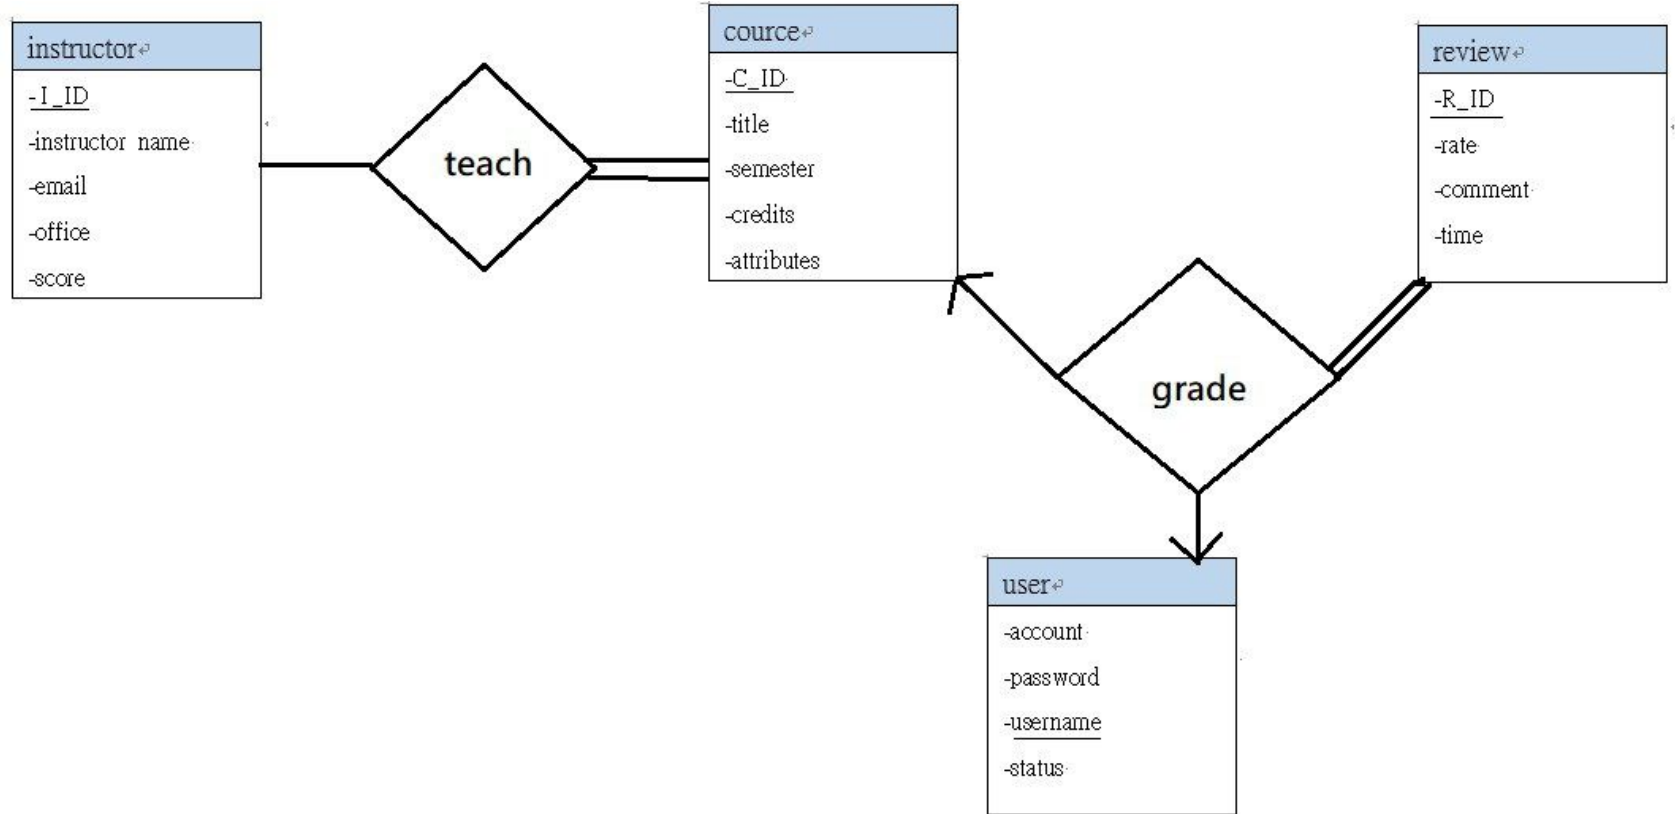 instructor
-I_ID
-instructor name
-email
-office
-score
teach
cource
-C_ID
-title
-semester
-credits
-attributes
review
-R_ID
-rate
-comment
-time
grade
user
-account
-password
-username
-status